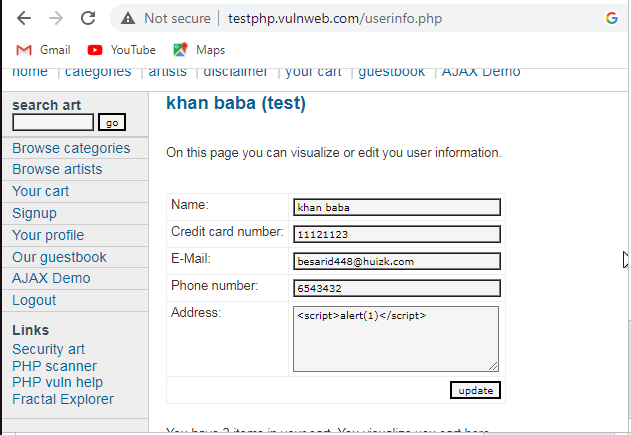 Not secure | testphp.vulnweb.com/userinfo.php
Gmail YouTube Maps
home | categories | artists | disclaimer | your cart | guestbook | AJAX Demo
search art
go
Browse categories
Browse artists
Your cart
Signup
Your profile
Our guestbook
AJAX Demo
Logout
Links
Security art
PHP scanner
PHP vuln help
Fractal Explorer
khan baba (test)
On this page you can visualize or edit you user information.
Name: khan baba
Credit card number: 11121123
E-Mail: besarid448@huizk.com
Phone number: 6543432
Address: <script>alert(1)</script>
update
You have 2 items in your cart. You visualize you cart here